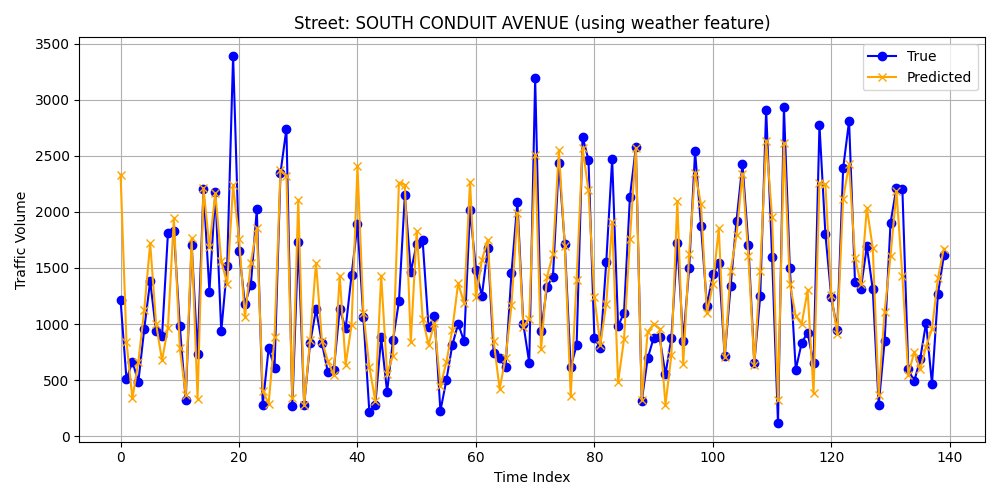 Street: SOUTH CONDUIT AVENUE (using weather feature)
True
Predicted
Traffic Volume
3500
3000
2500
2000
1500
1000
500
0
0 20 40 60 80 100 120 140
Time Index